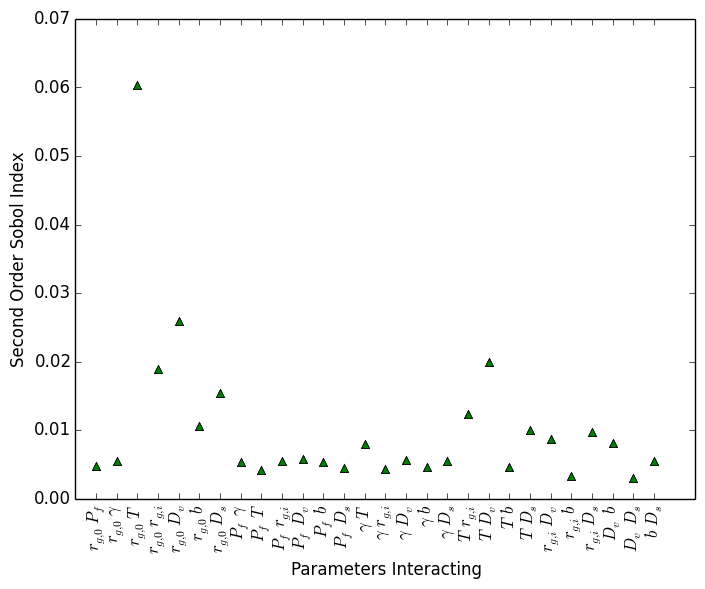 0.07
0.06
0.05
0.04
0.03
0.02
0.01
0.00
Second Order Sobol Index
r_{g,0} P_f
r_{g,0} γ
r_{g,0} T
r_{g,0} r_{g,i}
r_{g,0} D_v
r_{g,0} b
r_{g,0} D_s
P_f γ
P_f T
P_f r_{g,i}
P_f D_v
P_f b
P_f D_s
γ T
γ r_{g,i}
γ D_v
γ b
γ D_s
T r_{g,i}
T D_v
T b
T D_s
r_{g,i} D_v
r_{g,i} b
r_{g,i} D_s
D_v b
D_v D_s
b D_s
Parameters Interacting